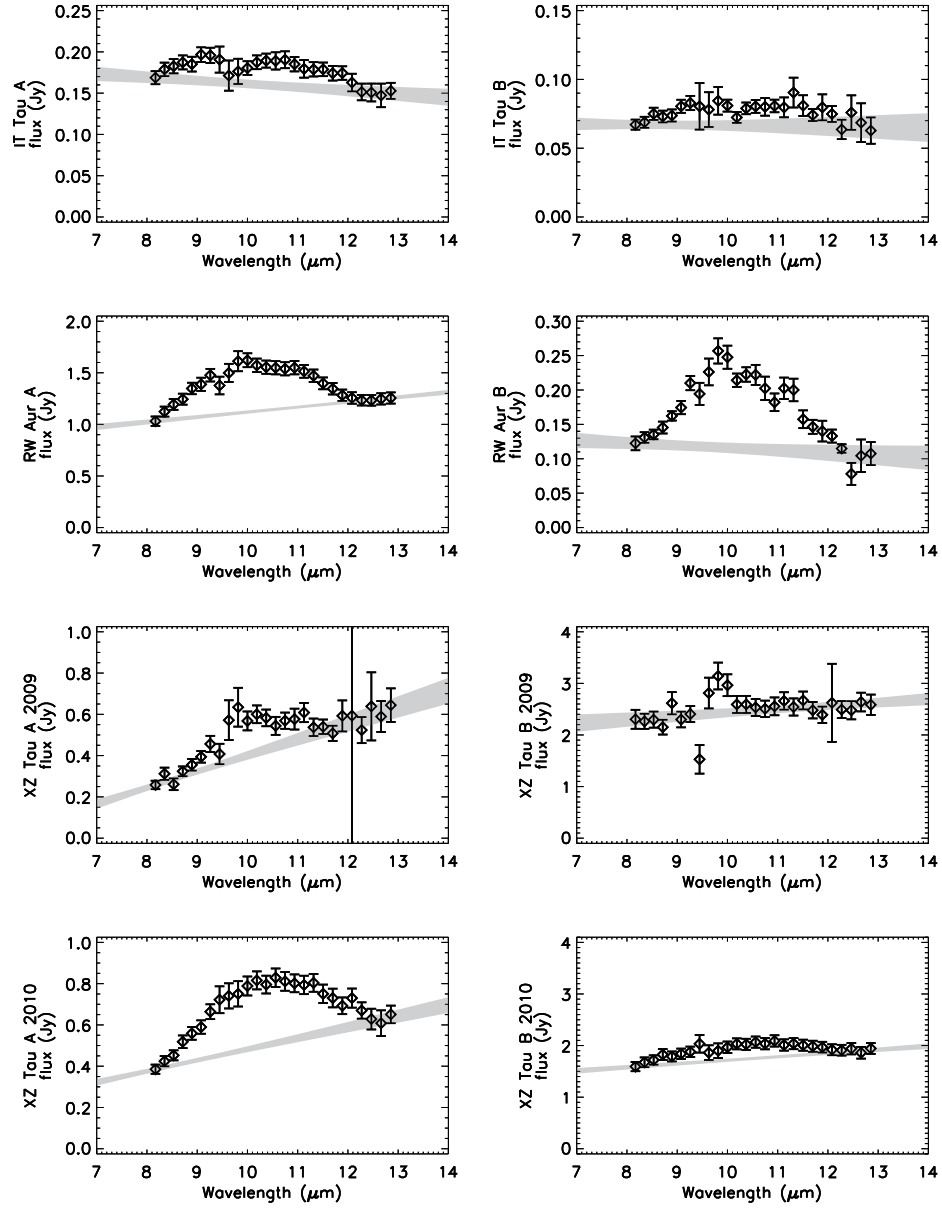 IT Tau A
flux (Jy)
0.25
0.20
0.15
0.10
0.05
0.00
7 8 9 10 11 12 13 14
Wavelength (μm)
IT Tau B
flux (Jy)
0.15
0.10
0.05
0.00
7 8 9 10 11 12 13 14
Wavelength (μm)
RW Aur A
flux (Jy)
2.0
1.5
1.0
0.5
0.0
7 8 9 10 11 12 13 14
Wavelength (μm)
RW Aur B
flux (Jy)
0.30
0.25
0.20
0.15
0.10
0.05
0.00
7 8 9 10 11 12 13 14
Wavelength (μm)
XZ Tau A 2009
flux (Jy)
1.0
0.8
0.6
0.4
0.2
0.0
7 8 9 10 11 12 13 14
Wavelength (μm)
XZ Tau B 2009
flux (Jy)
4
3
2
1
0
7 8 9 10 11 12 13 14
Wavelength (μm)
XZ Tau A 2010
flux (Jy)
1.0
0.8
0.6
0.4
0.2
0.0
7 8 9 10 11 12 13 14
Wavelength (μm)
XZ Tau B 2010
flux (Jy)
4
3
2
1
0
7 8 9 10 11 12 13 14
Wavelength (μm)